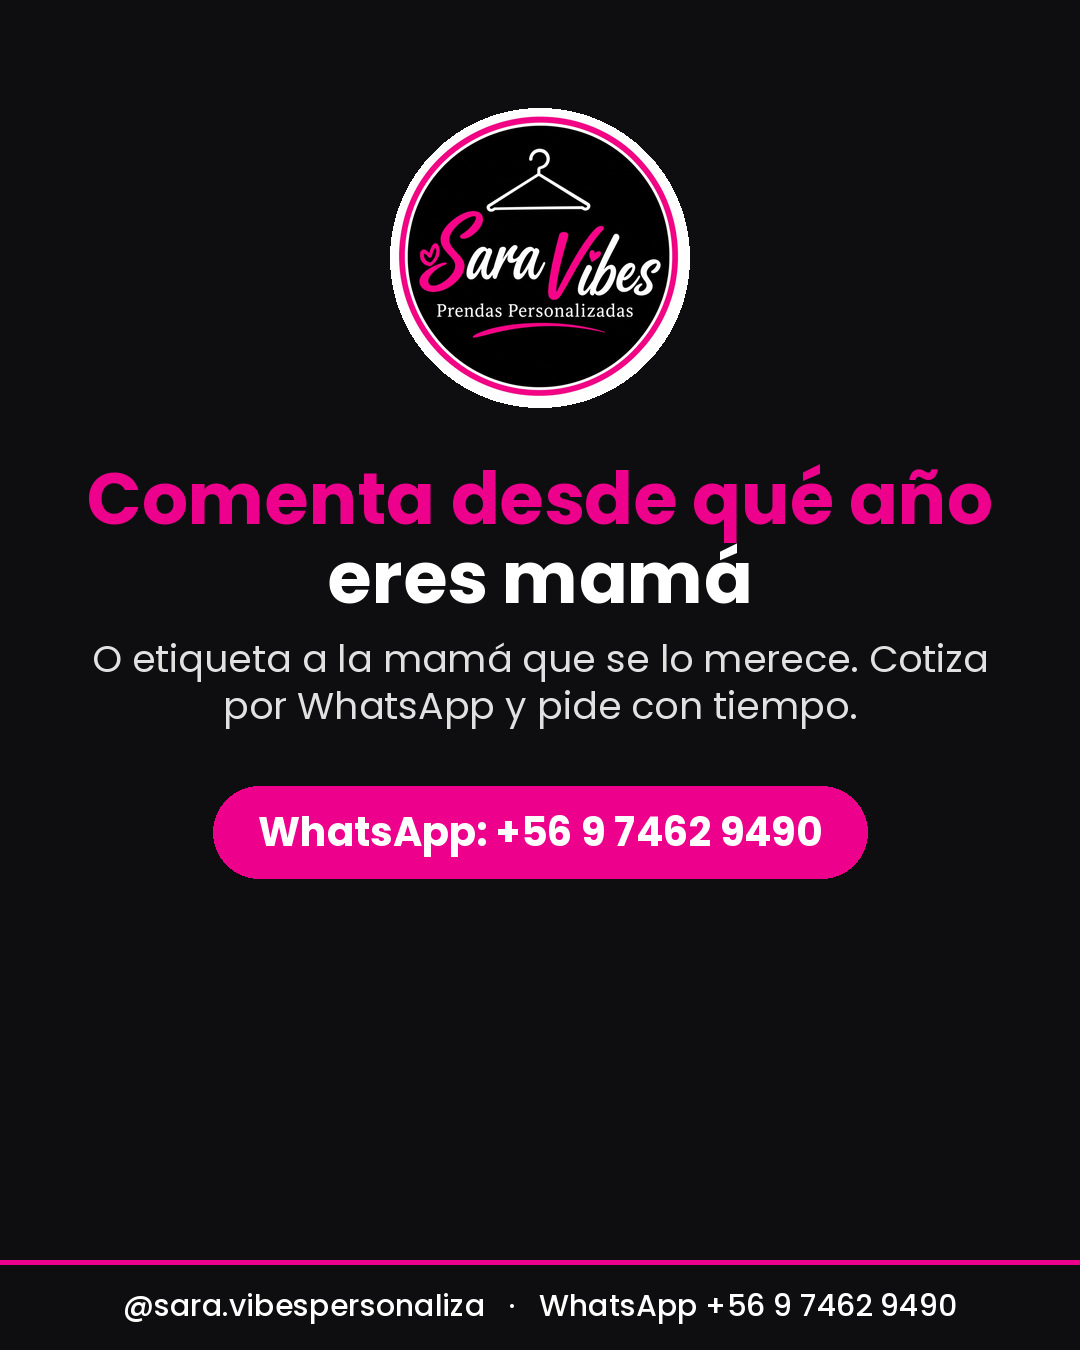 Sara Vibes
Prendas Personalizadas
Comenta desde qué año
eres mamá
O etiqueta a la mamá que se lo merece. Cotiza
por WhatsApp y pide con tiempo.
WhatsApp: +56 9 7462 9490
@sara.vibespersonaliza · WhatsApp +56 9 7462 9490